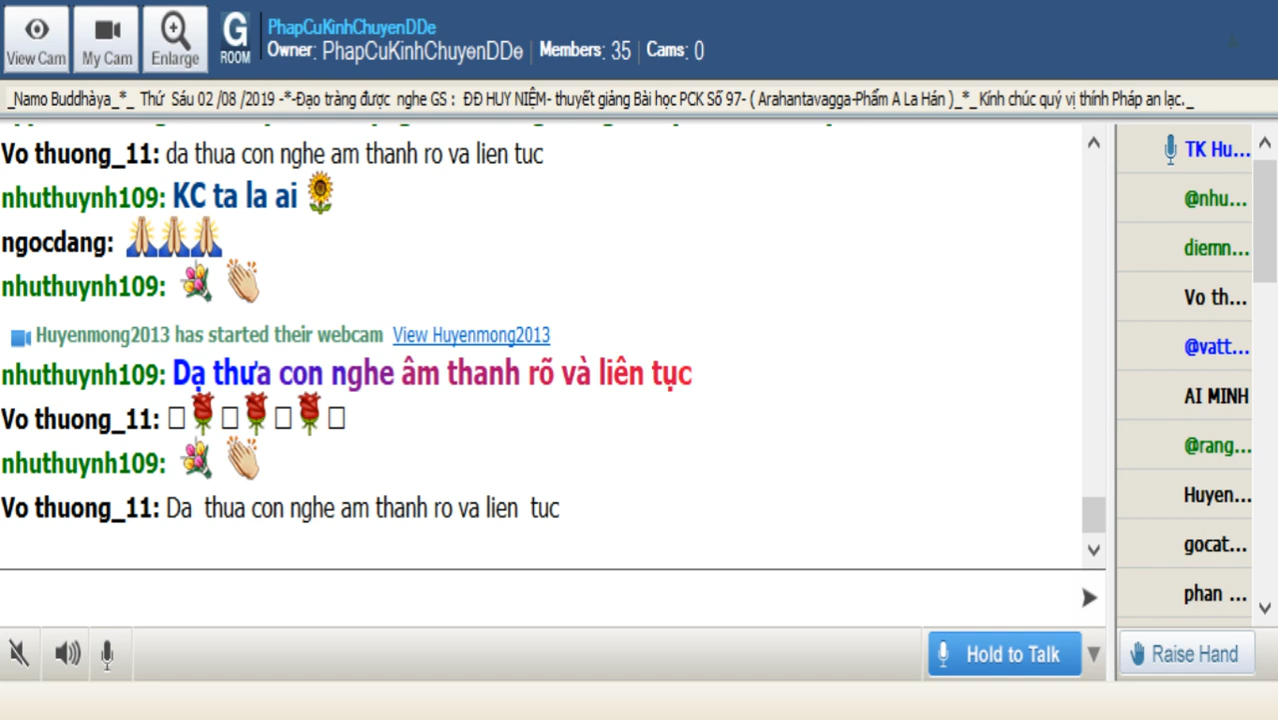 View Cam
My Cam
Enlarge
G
ROOM
PhapCuKinhChuyenDDe
Owner: PhapCuKinhChuyenDDe | Members: 35 | Cams: 0
_Namo Buddhàya_*_ Thứ Sáu 02 /08 /2019 -*-Đạo tràng được nghe GS : ĐĐ HUY NIỆM- thuyết giảng Bài học PCK Số 97- ( Arahantavagga-Phẩm A La Hán )_*_Kính chúc quý vị thính Pháp an lạc._
Vo thuong_11: da thua con nghe am thanh ro va lien tuc
nhuthuynh109: KC ta la ai
ngocdang:
nhuthuynh109:
Huyenmong2013 has started their webcam View Huyenmong2013
nhuthuynh109: Dạ thưa con nghe âm thanh rõ và liên tục
Vo thuong_11:
nhuthuynh109:
Vo thuong_11: Da thua con nghe am thanh ro va lien tuc
TK Hu...
@nhu...
diemn...
Vo th...
@vatt...
AI MINH
@rang...
Huyen...
gocat...
phan ...
Hold to Talk
Raise Hand